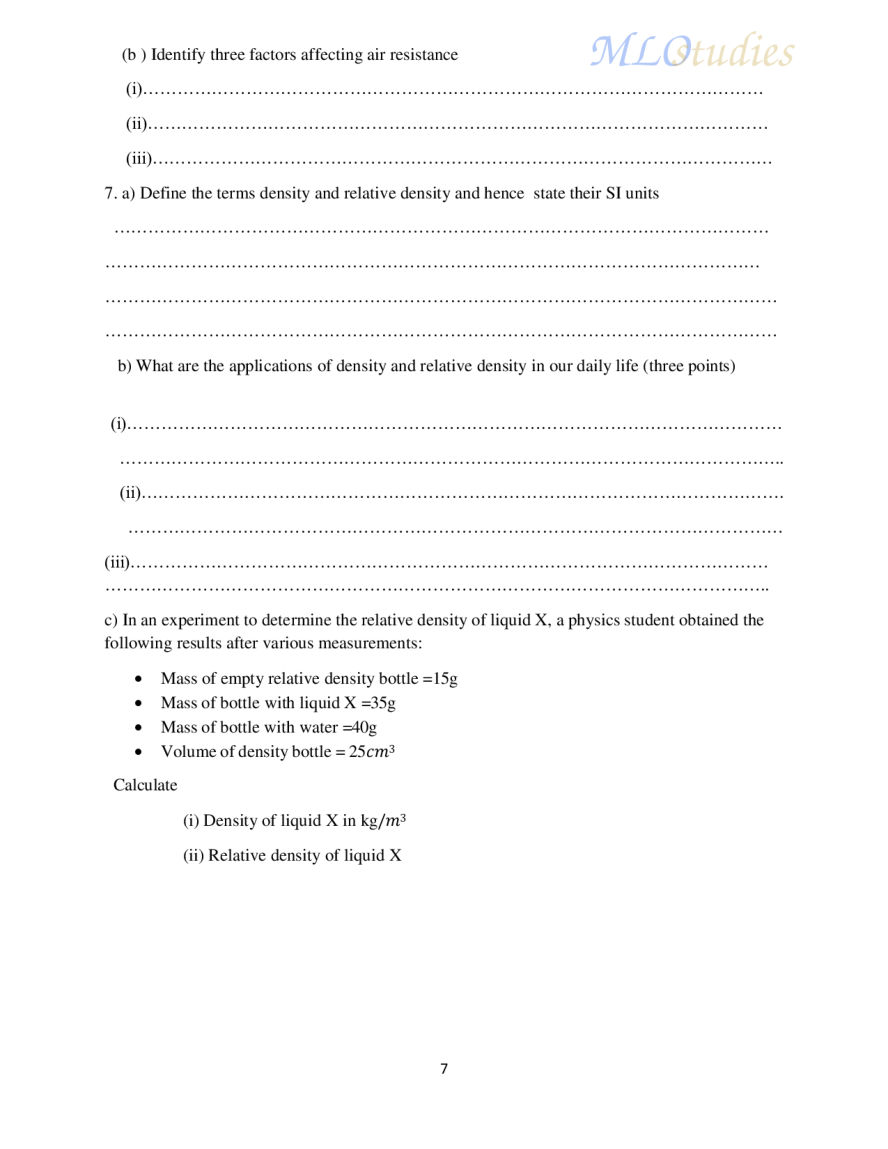 MLOstudies
(b ) Identify three factors affecting air resistance
(i)………………………………………………………………………………………………
(ii)………………………………………………………………………………………………
(iii)………………………………………………………………………………………………
7. a) Define the terms density and relative density and hence  state their SI units
……………………………………………………………………………………………………
……………………………………………………………………………………………………
………………………………………………………………………………………………………
………………………………………………………………………………………………………
b) What are the applications of density and relative density in our daily life (three points)
(i)……………………………………………………………………………………………………
……………………………………………………………………………………………………..
(ii)………………………………………………………………………………………………….
……………………………………………………………………………………………………
(iii)…………………………………………………………………………………………………
……………………………………………………………………………………………………..
c) In an experiment to determine the relative density of liquid X, a physics student obtained the
following results after various measurements:
• Mass of empty relative density bottle =15g
• Mass of bottle with liquid X =35g
• Mass of bottle with water =40g
• Volume of density bottle = 25cm³
Calculate
(i) Density of liquid X in kg/m³
(ii) Relative density of liquid X
7